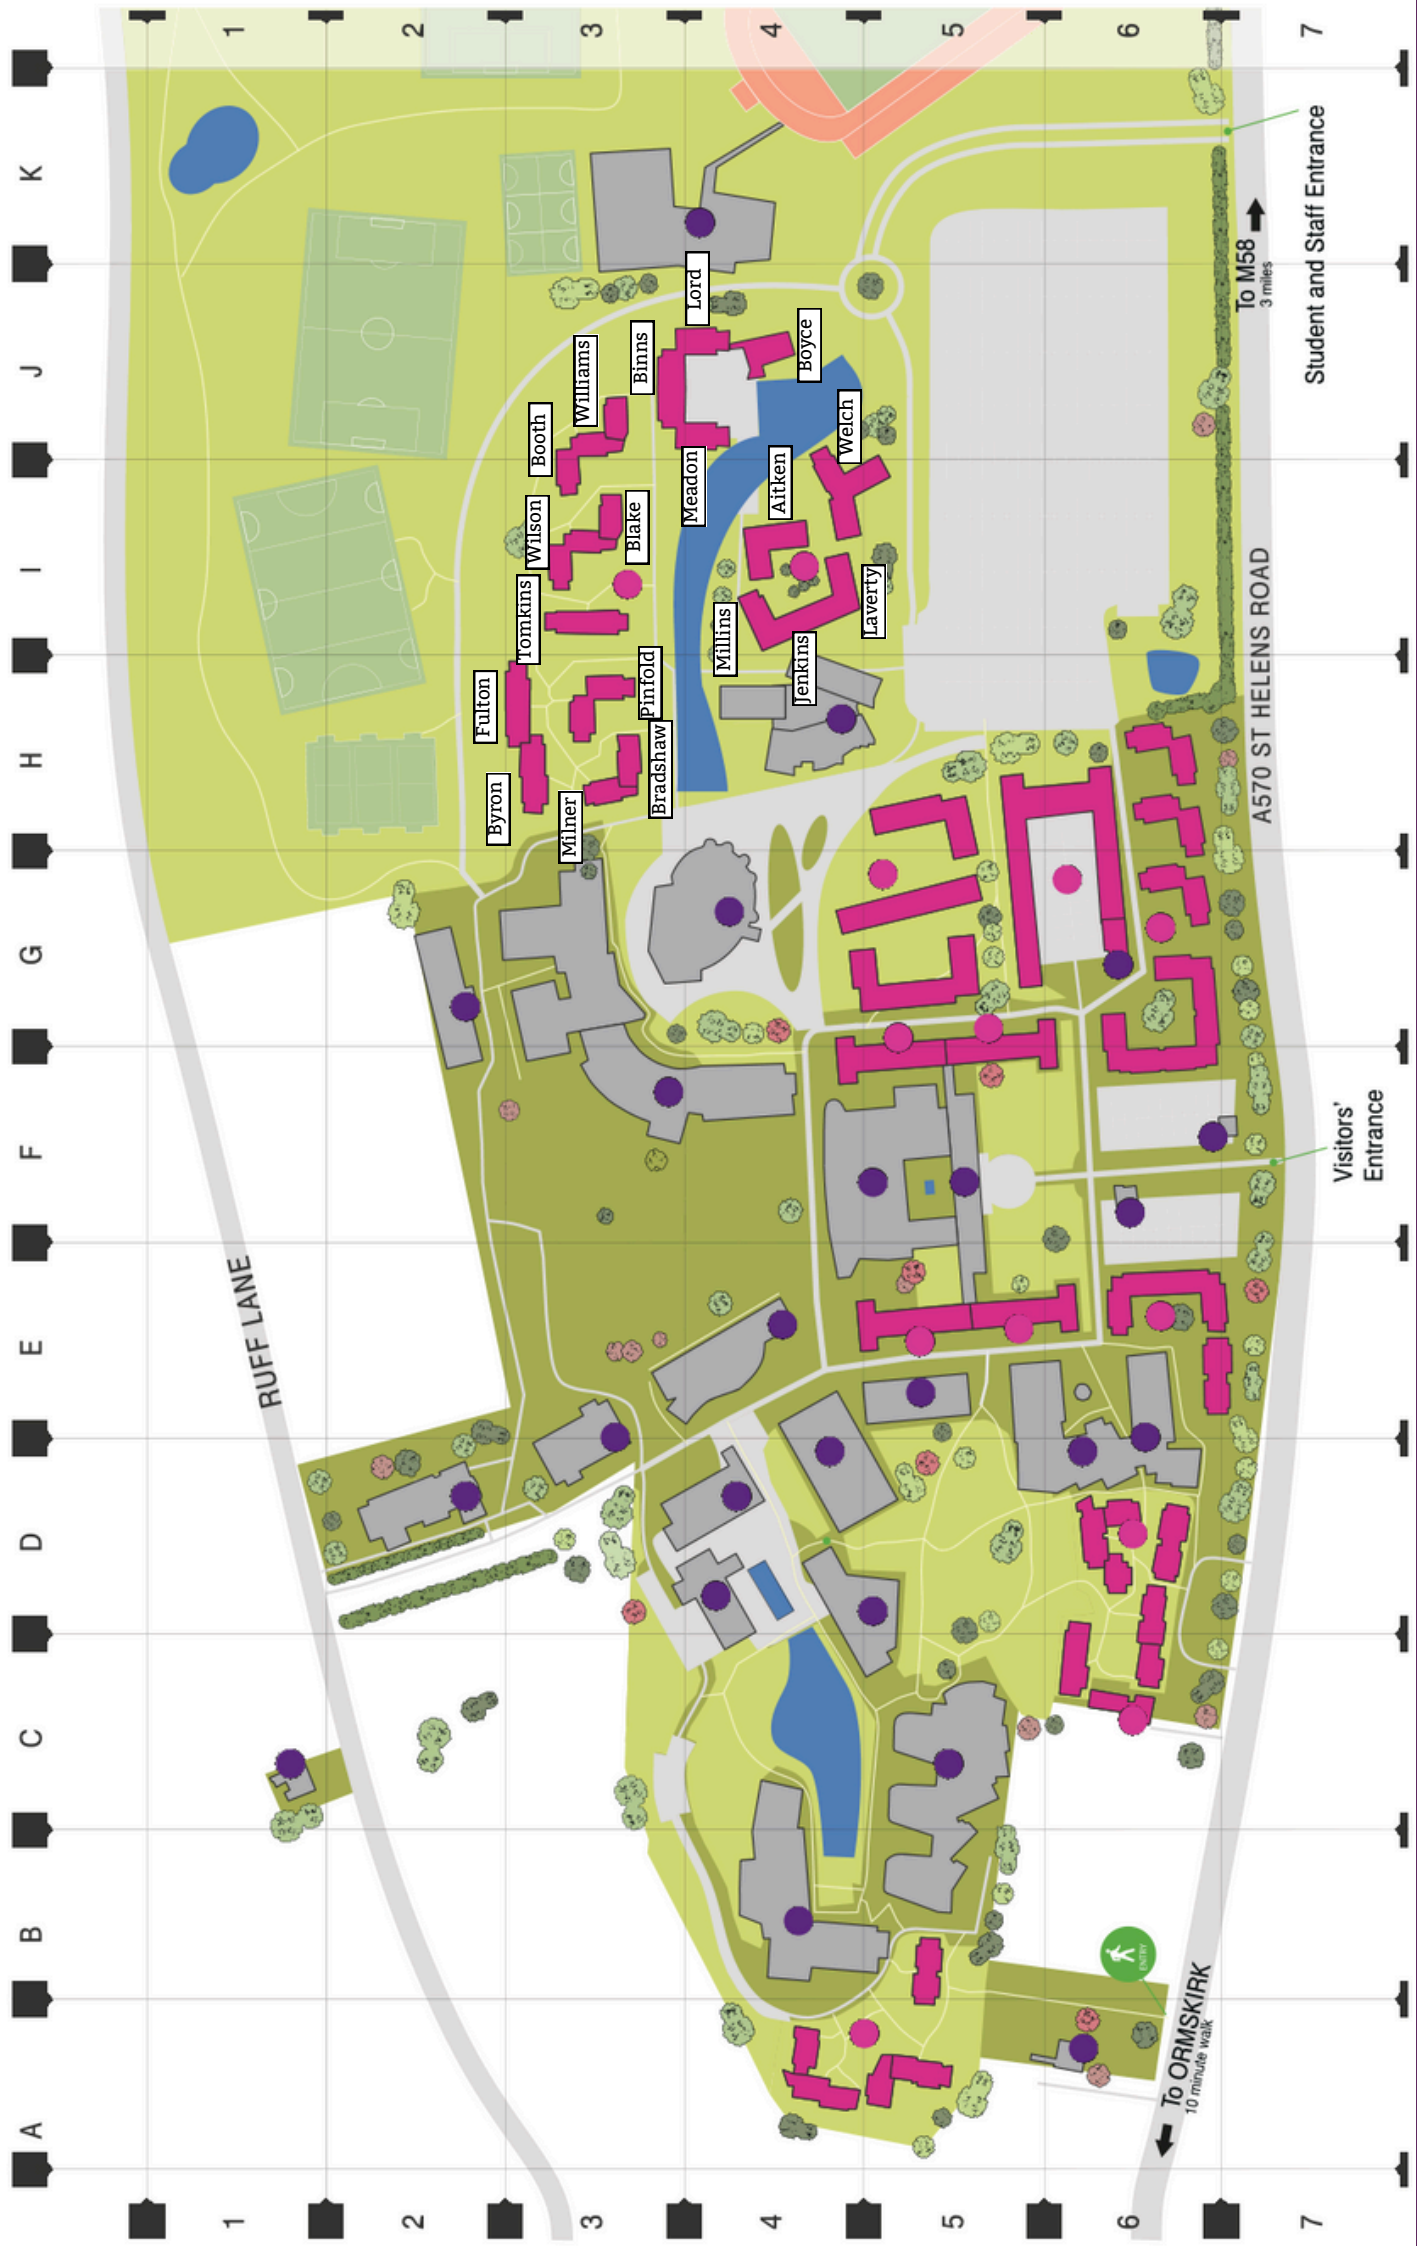 1 2 3 4 5 6 7
K
J
I
H
G
F
E
D
C
B
A
Lord
Binns
Williams
Boyce
Booth
Welch
Meadon
Aitken
Wilson
Blake
Tomkins
Laverty
Millins
Jenkins
Pinfold
Fulton
Bradshaw
Byron
Milner
Student and Staff Entrance
To M58
3 miles
A570 ST HELENS ROAD
Visitors'
Entrance
RUFF LANE
ENTRY
To ORMSKIRK
10 minute walk
1 2 3 4 5 6 7